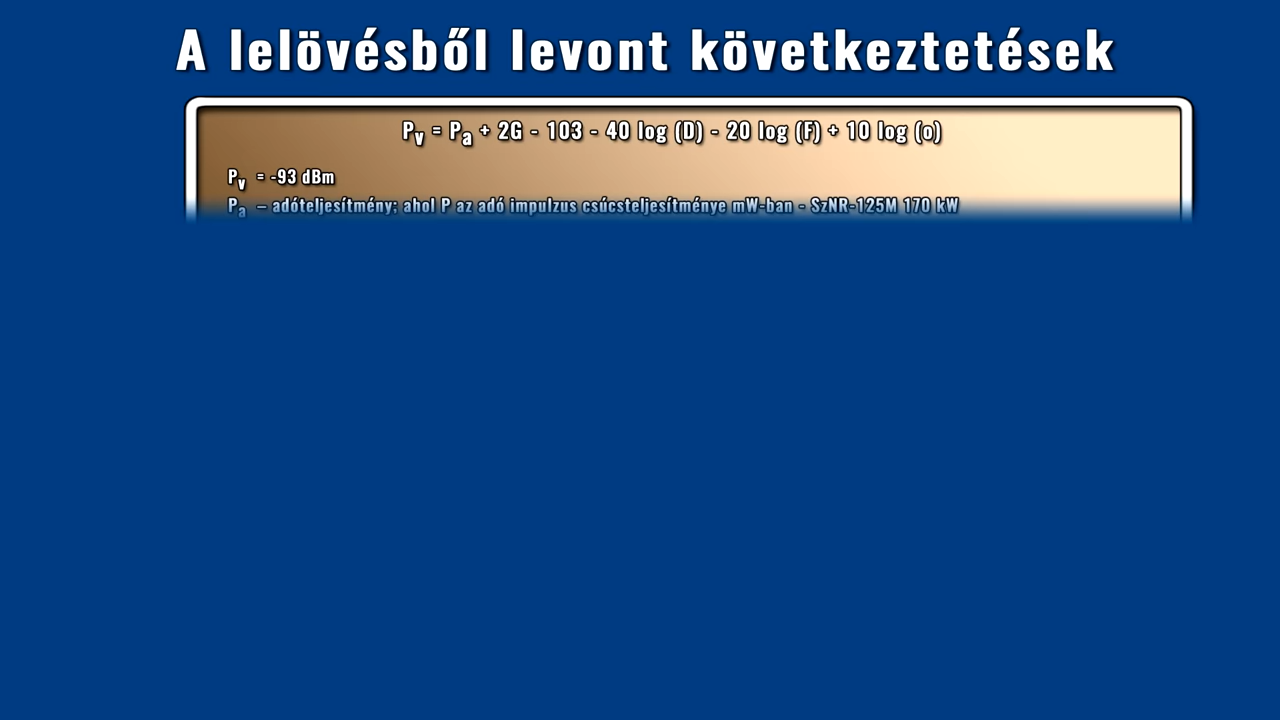 A lelövésből levont következtetések
Pv = Pa + 2G - 103 - 40 log (D) - 20 log (F) + 10 log (o)
Pv = -93 dBm
Pa – adóteljesítmény; ahol P az adó impulzus csúcsteljesítménye mW-ban - SzNR-125M 170 kW